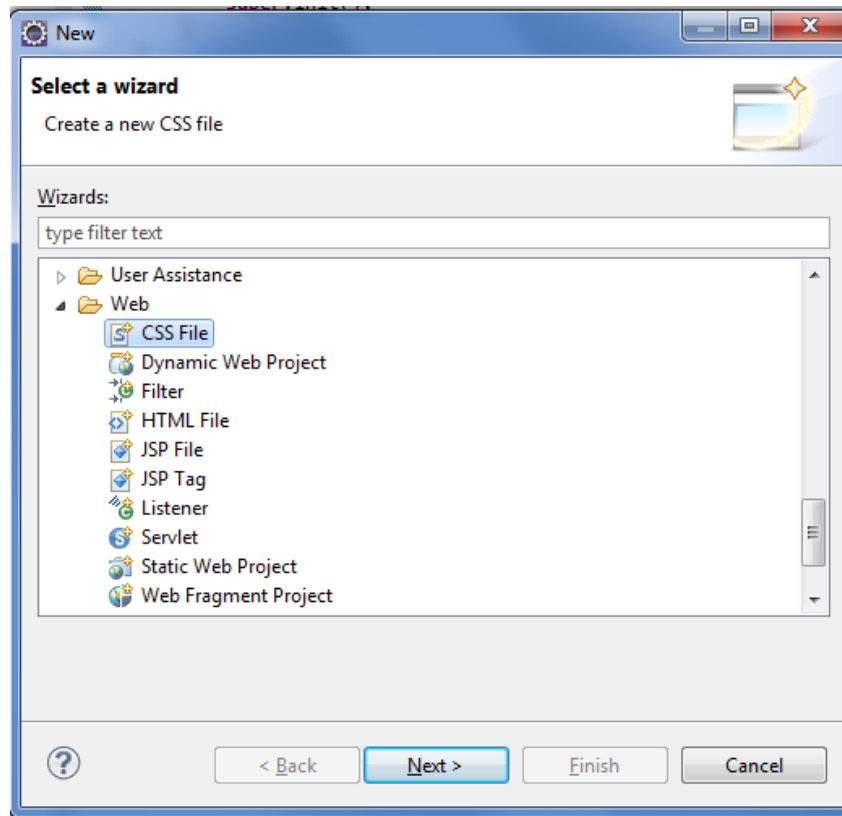 New
Select a wizard
Create a new CSS file
Wizards:
type filter text
User Assistance
Web
CSS File
Dynamic Web Project
Filter
HTML File
JSP File
JSP Tag
Listener
Servlet
Static Web Project
Web Fragment Project
< Back Next > Finish Cancel